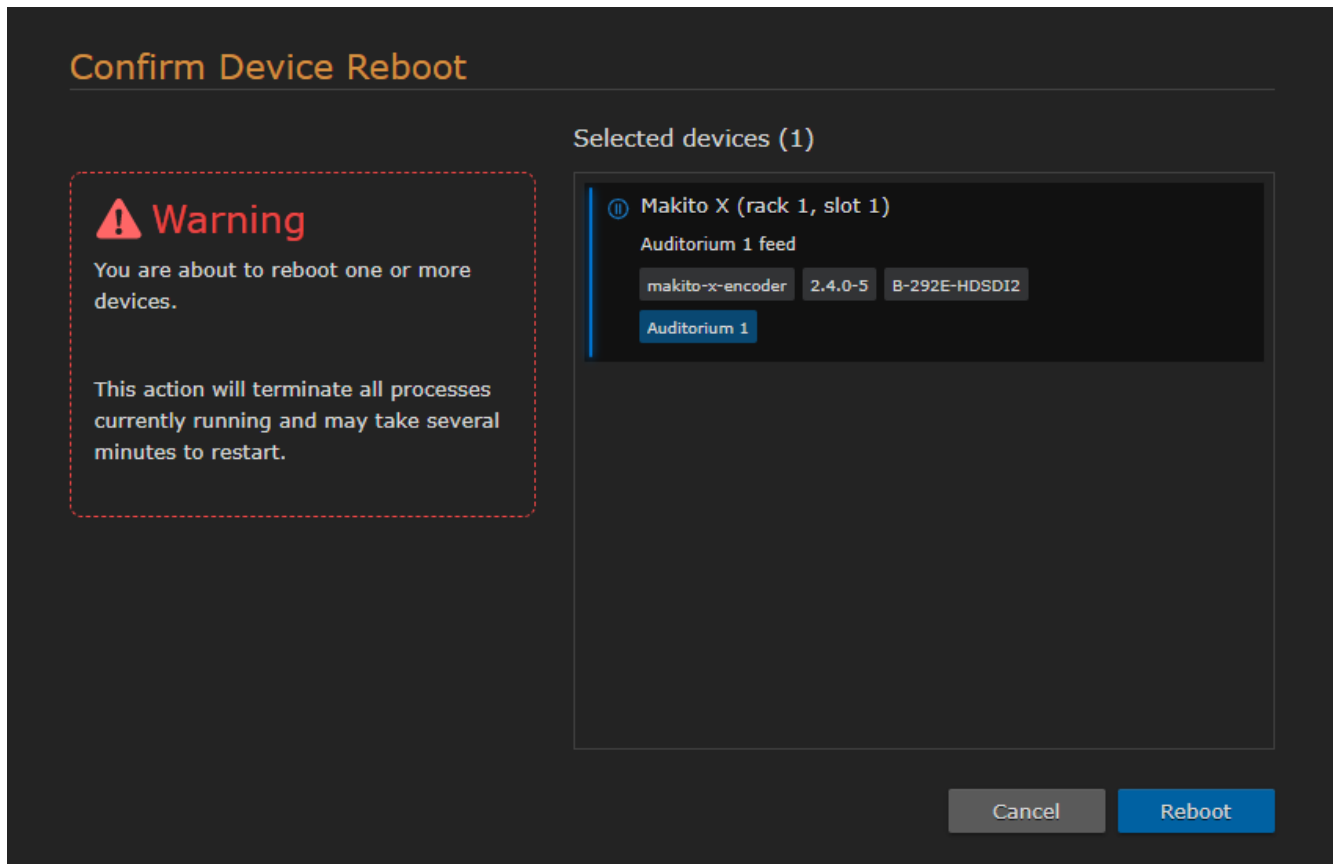 Confirm Device Reboot
Selected devices (1)
Warning
You are about to reboot one or more
devices.
This action will terminate all processes
currently running and may take several
minutes to restart.
Makito X (rack 1, slot 1)
Auditorium 1 feed
makito-x-encoder 2.4.0-5 B-292E-HDSDI2
Auditorium 1
Cancel Reboot